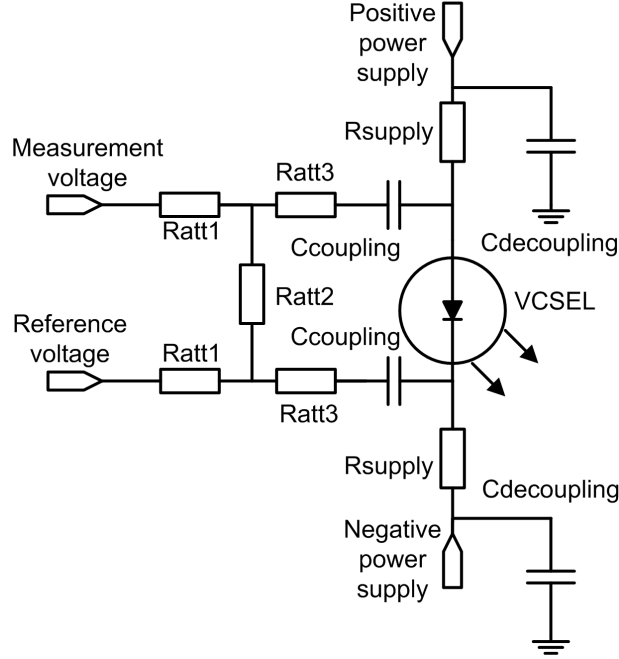 Positive
power
supply
Rsupply
Measurement
voltage
Ratt3
Ratt1
Ccoupling
Cdecoupling
Ratt2
VCSEL
Reference
voltage
Ccoupling
Ratt1
Ratt3
Rsupply
Cdecoupling
Negative
power
supply